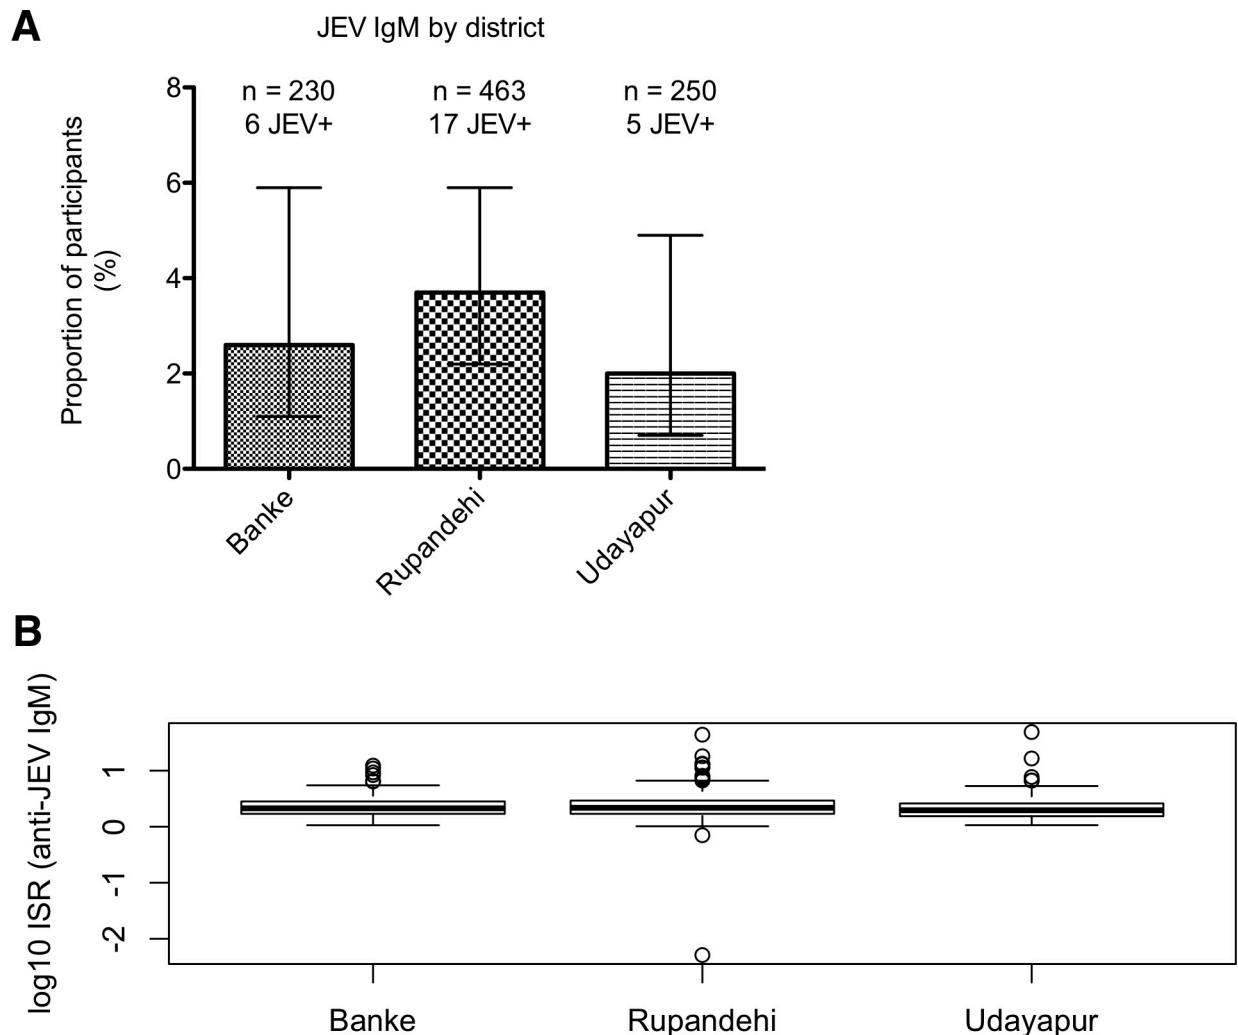 A
JEV IgM by district
n = 230
6 JEV+
n = 463
17 JEV+
n = 250
5 JEV+
Proportion of participants
(%)
8
6
4
2
0
Banke
Rupandehi
Udayapur
B
log10 ISR (anti-JEV IgM)
1
0
-1
-2
Banke
Rupandehi
Udayapur